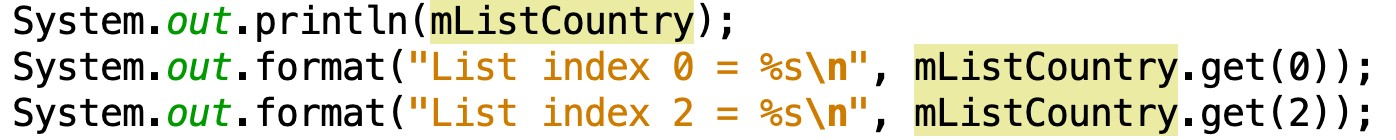 System.out.println(mListCountry);
System.out.format("List index 0 = %s\n", mListCountry.get(0));
System.out.format("List index 2 = %s\n", mListCountry.get(2));